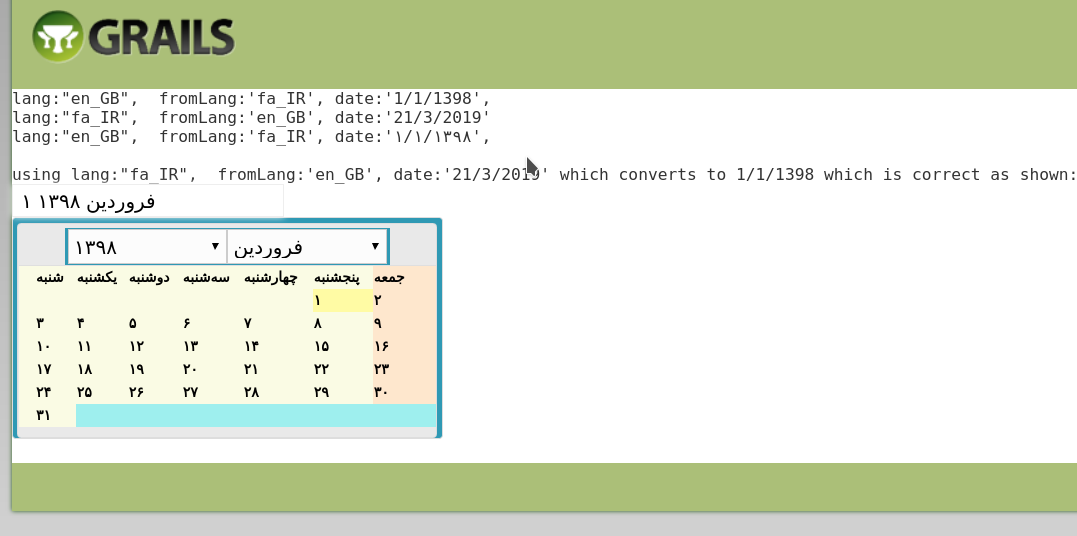 GRAILS
lang:"en_GB",  fromLang:'fa_IR', date:'1/1/1398',
lang:"fa_IR",  fromLang:'en_GB', date:'21/3/2019'
lang:"en_GB",  fromLang:'fa_IR', date:'۱/۱/۱۳۹۸',
using lang:"fa_IR",  fromLang:'en_GB', date:'21/3/2019' which converts to 1/1/1398 which is correct as shown:
۱ فروردین ۱۳۹۸
۱۳۹۸ فروردین
شنبه یکشنبه دوشنبه سه‌شنبه چهارشنبه پنجشنبه جمعه
۱ ۲
۳ ۴ ۵ ۶ ۷ ۸ ۹
۱۰ ۱۱ ۱۲ ۱۳ ۱۴ ۱۵ ۱۶
۱۷ ۱۸ ۱۹ ۲۰ ۲۱ ۲۲ ۲۳
۲۴ ۲۵ ۲۶ ۲۷ ۲۸ ۲۹ ۳۰
۳۱